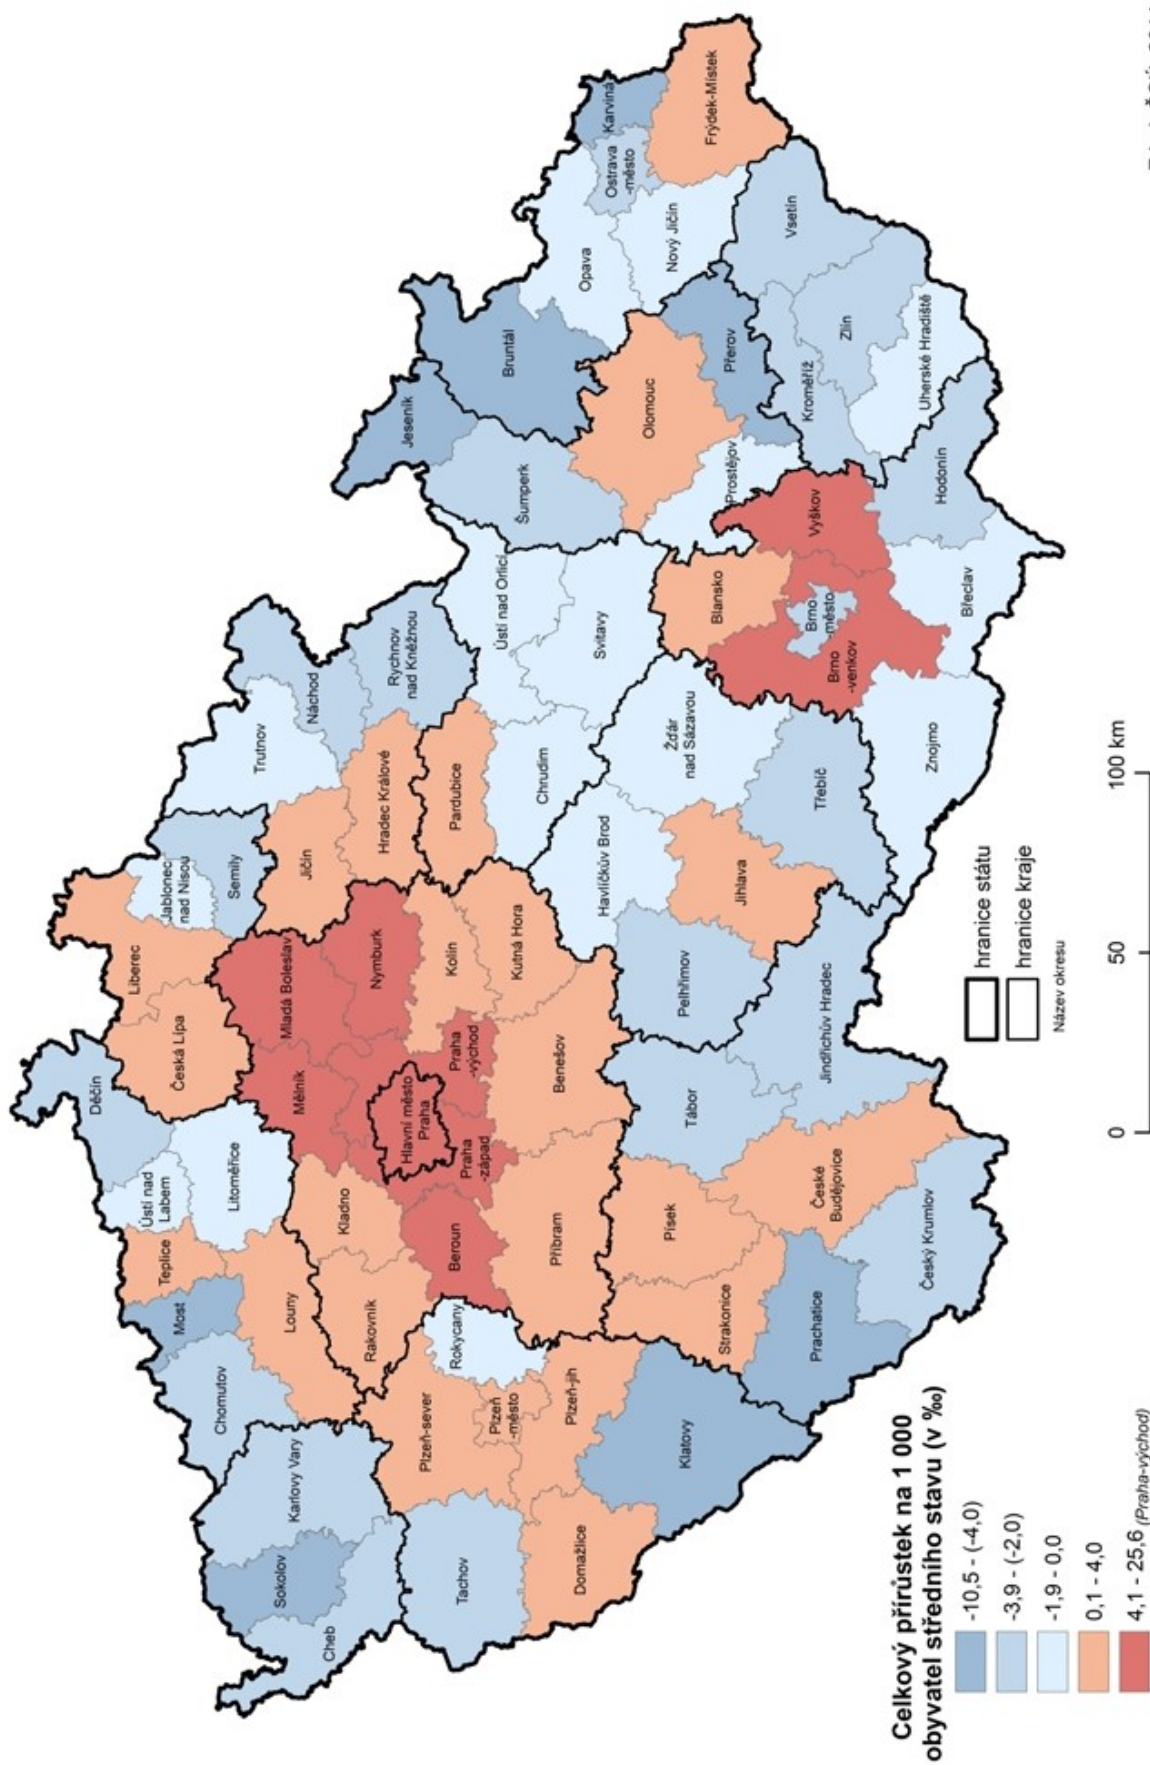 Děčín
Liberec
Jablonec
nad Nisou
Česká Lípa
Semily
Trutnov
Ústí nad
Labem
Teplice
Most
Litoměřice
Chomutov
Louny
Mělník
Mladá Boleslav
Jičín
Náchod
Karlovy Vary
Sokolov
Cheb
Kladno
Rakovník
Hlavní město
Praha
Nymburk
Hradec Králové
Rychnov
nad Kněžnou
Jeseník
Praha
-východ
Praha
-západ
Beroun
Kolín
Pardubice
Ústí nad Orlicí
Šumperk
Bruntál
Plzeň-sever
Rokycany
Tachov
Plzeň
-město
Plzeň-jih
Kutná Hora
Chrudim
Svitavy
Opava
Ostrava
-město
Karviná
Domažlice
Příbram
Benešov
Havlíčkův Brod
Olomouc
Nový Jičín
Frýdek-Místek
Klatovy
Strakonice
Písek
Tábor
Pelhřimov
Jihlava
Žďár
nad Sázavou
Blansko
Prostějov
Přerov
Vsetín
Prachatice
České
Budějovice
Jindřichův Hradec
Třebíč
Brno
-venkov
Brno
-město
Vyškov
Kroměříž
Zlín
Český Krumlov
Znojmo
Břeclav
Hodonín
Uherské Hradiště
Celkový přírůstek na 1 000
obyvatel středního stavu (v ‰)
-10,5 - (-4,0)
-3,9 - (-2,0)
-1,9 - 0,0
0,1 - 4,0
4,1 - 25,6 (Praha-východ)
hranice státu
hranice kraje
Název okresu
0 50 100 km